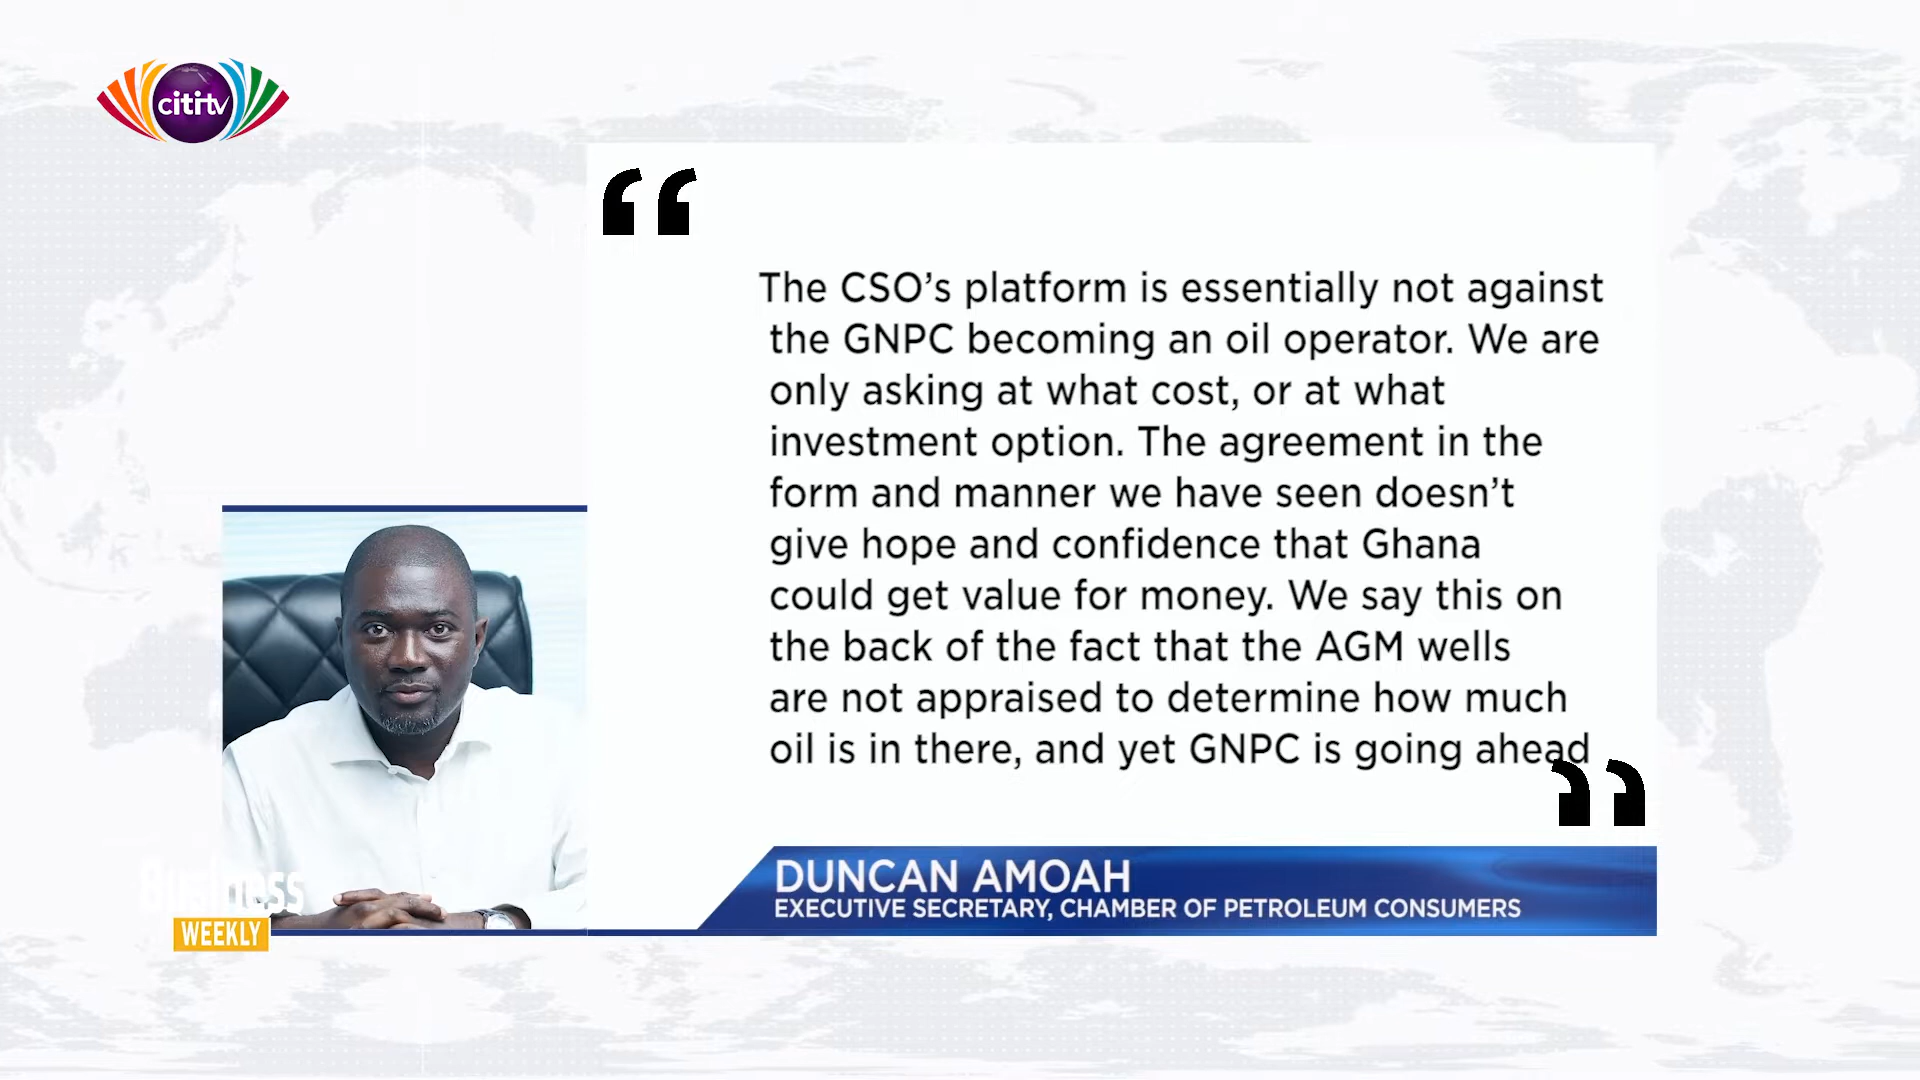 cititv
“
The CSO’s platform is essentially not against
the GNPC becoming an oil operator. We are
only asking at what cost, or at what
investment option. The agreement in the
form and manner we have seen doesn’t
give hope and confidence that Ghana
could get value for money. We say this on
the back of the fact that the AGM wells
are not appraised to determine how much
oil is in there, and yet GNPC is going ahead
”
DUNCAN AMOAH
EXECUTIVE SECRETARY, CHAMBER OF PETROLEUM CONSUMERS
Business
WEEKLY